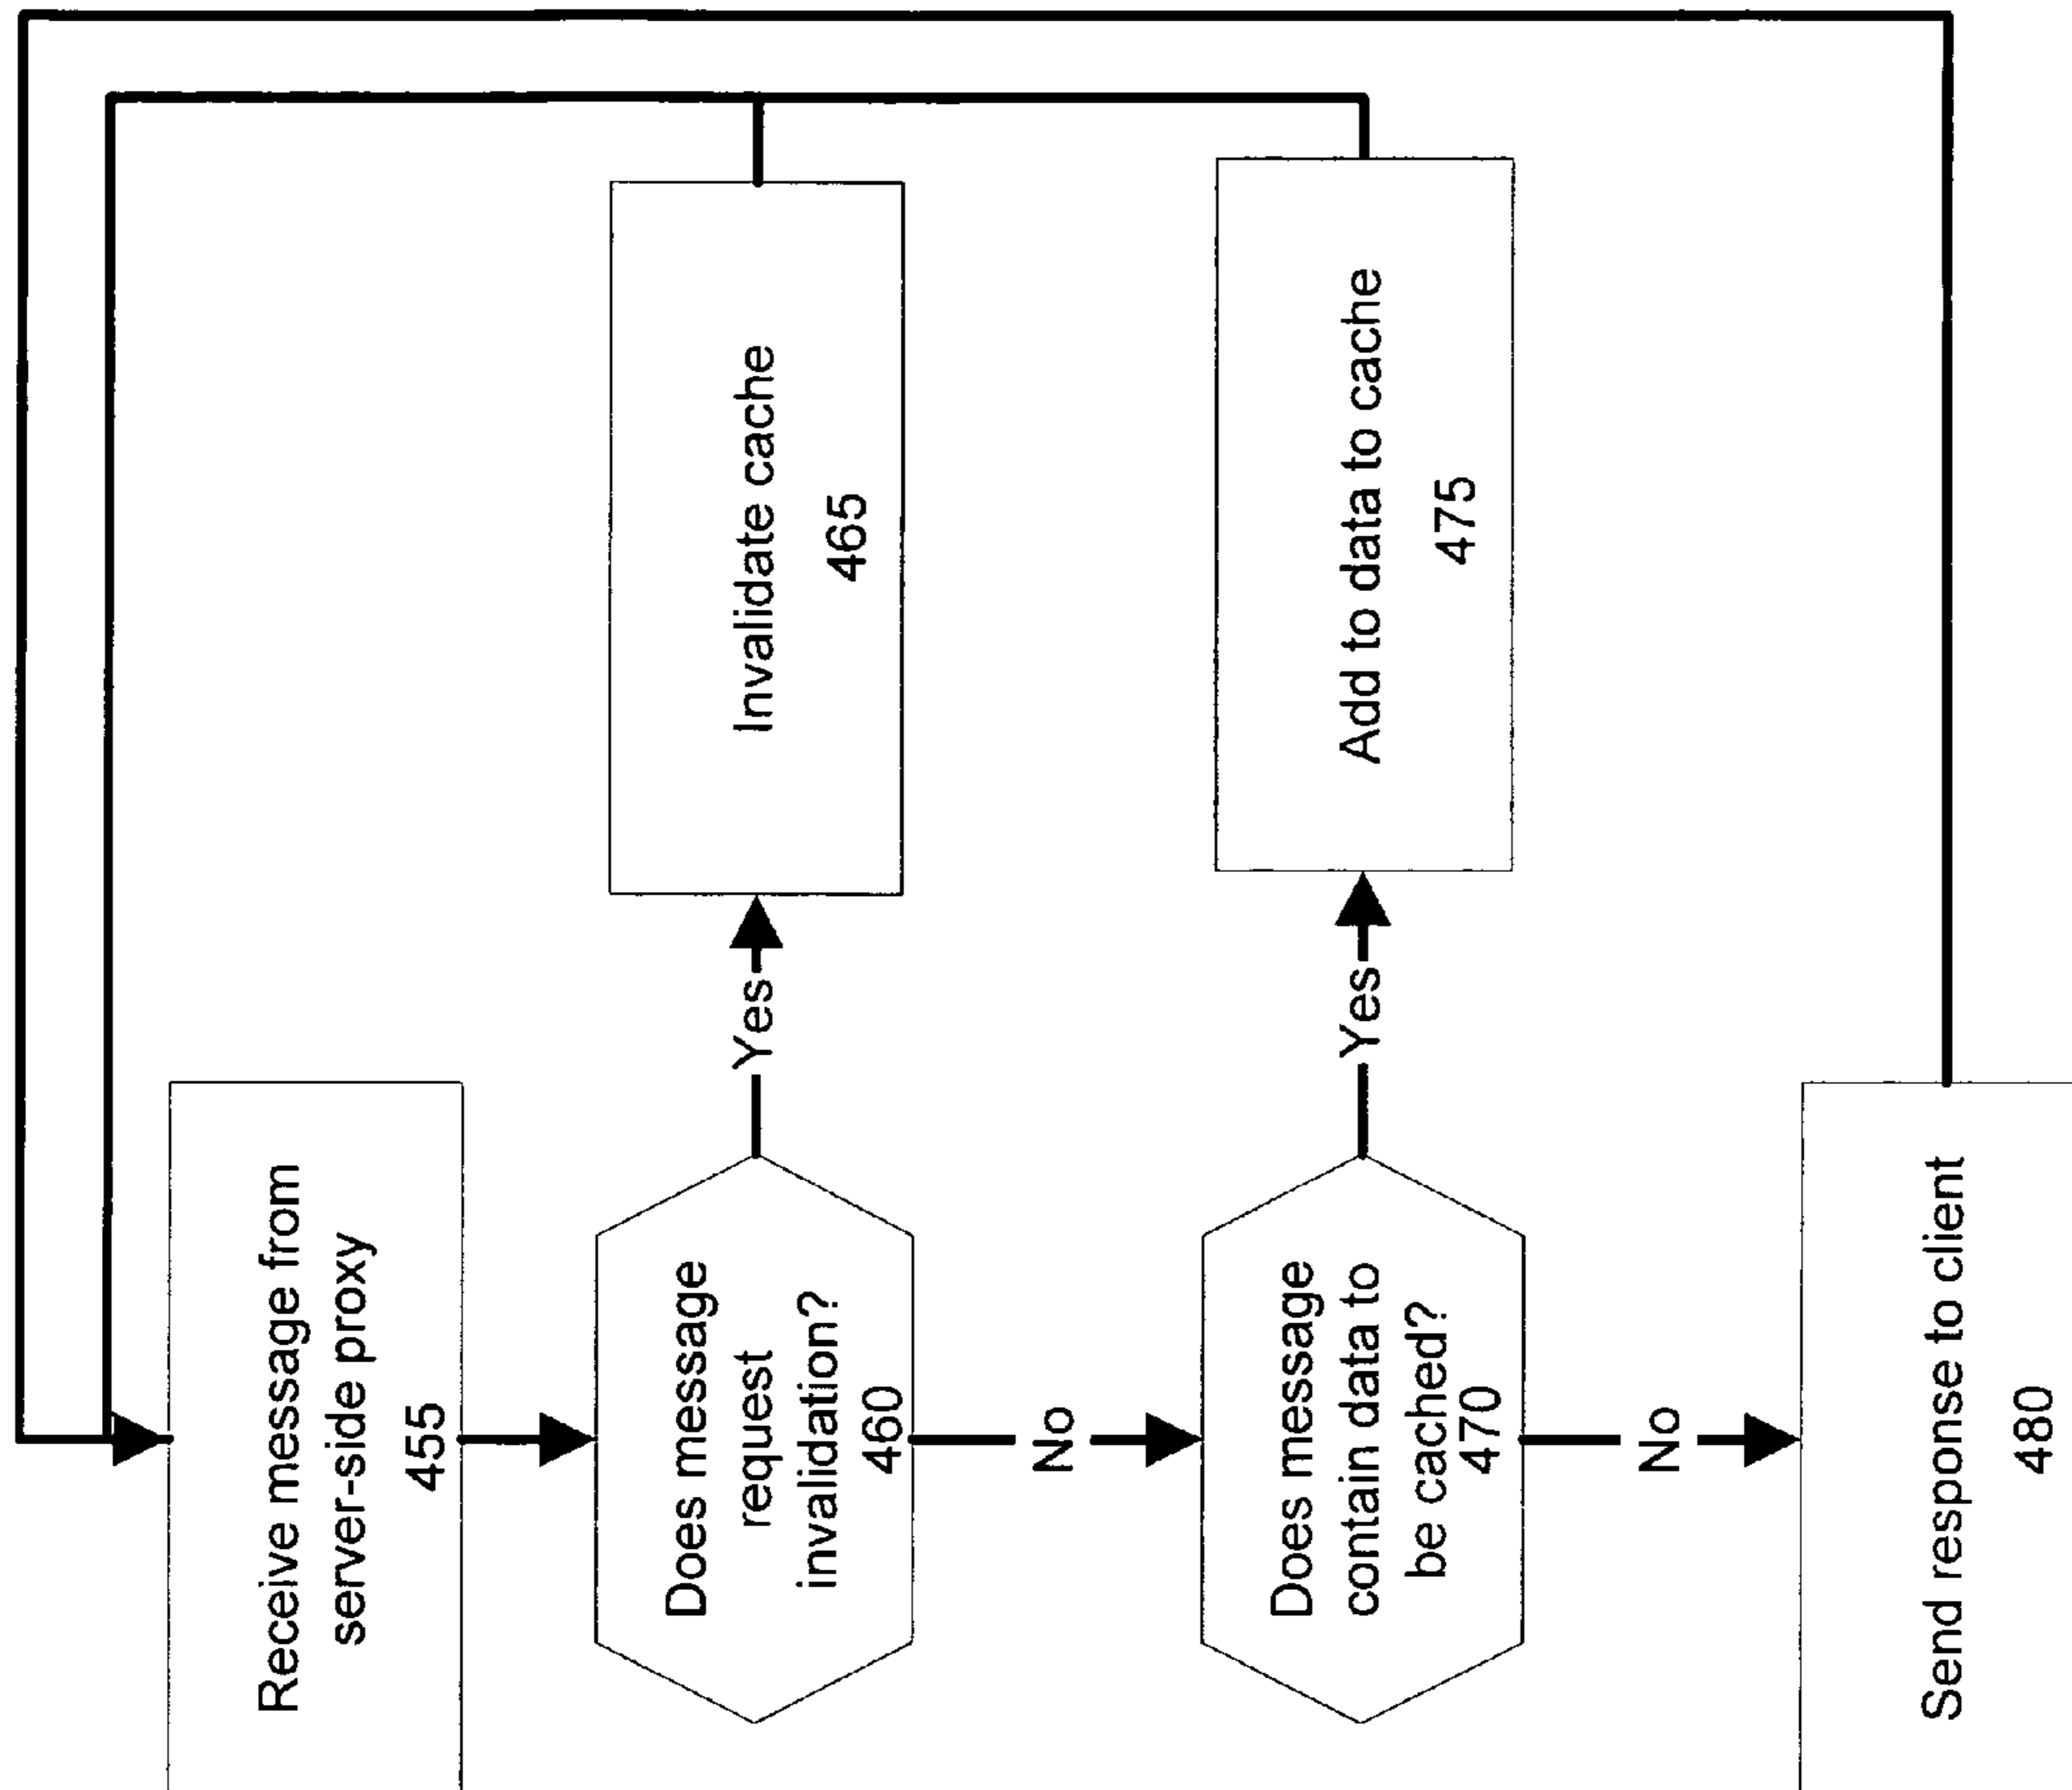 Receive message from
server-side proxy
455
Does message
request
invalidation?
460
Yes
Invalidate cache
465
No
Does message
contain data to
be cached?
470
Yes
Add to data to cache
475
No
Send response to client
480